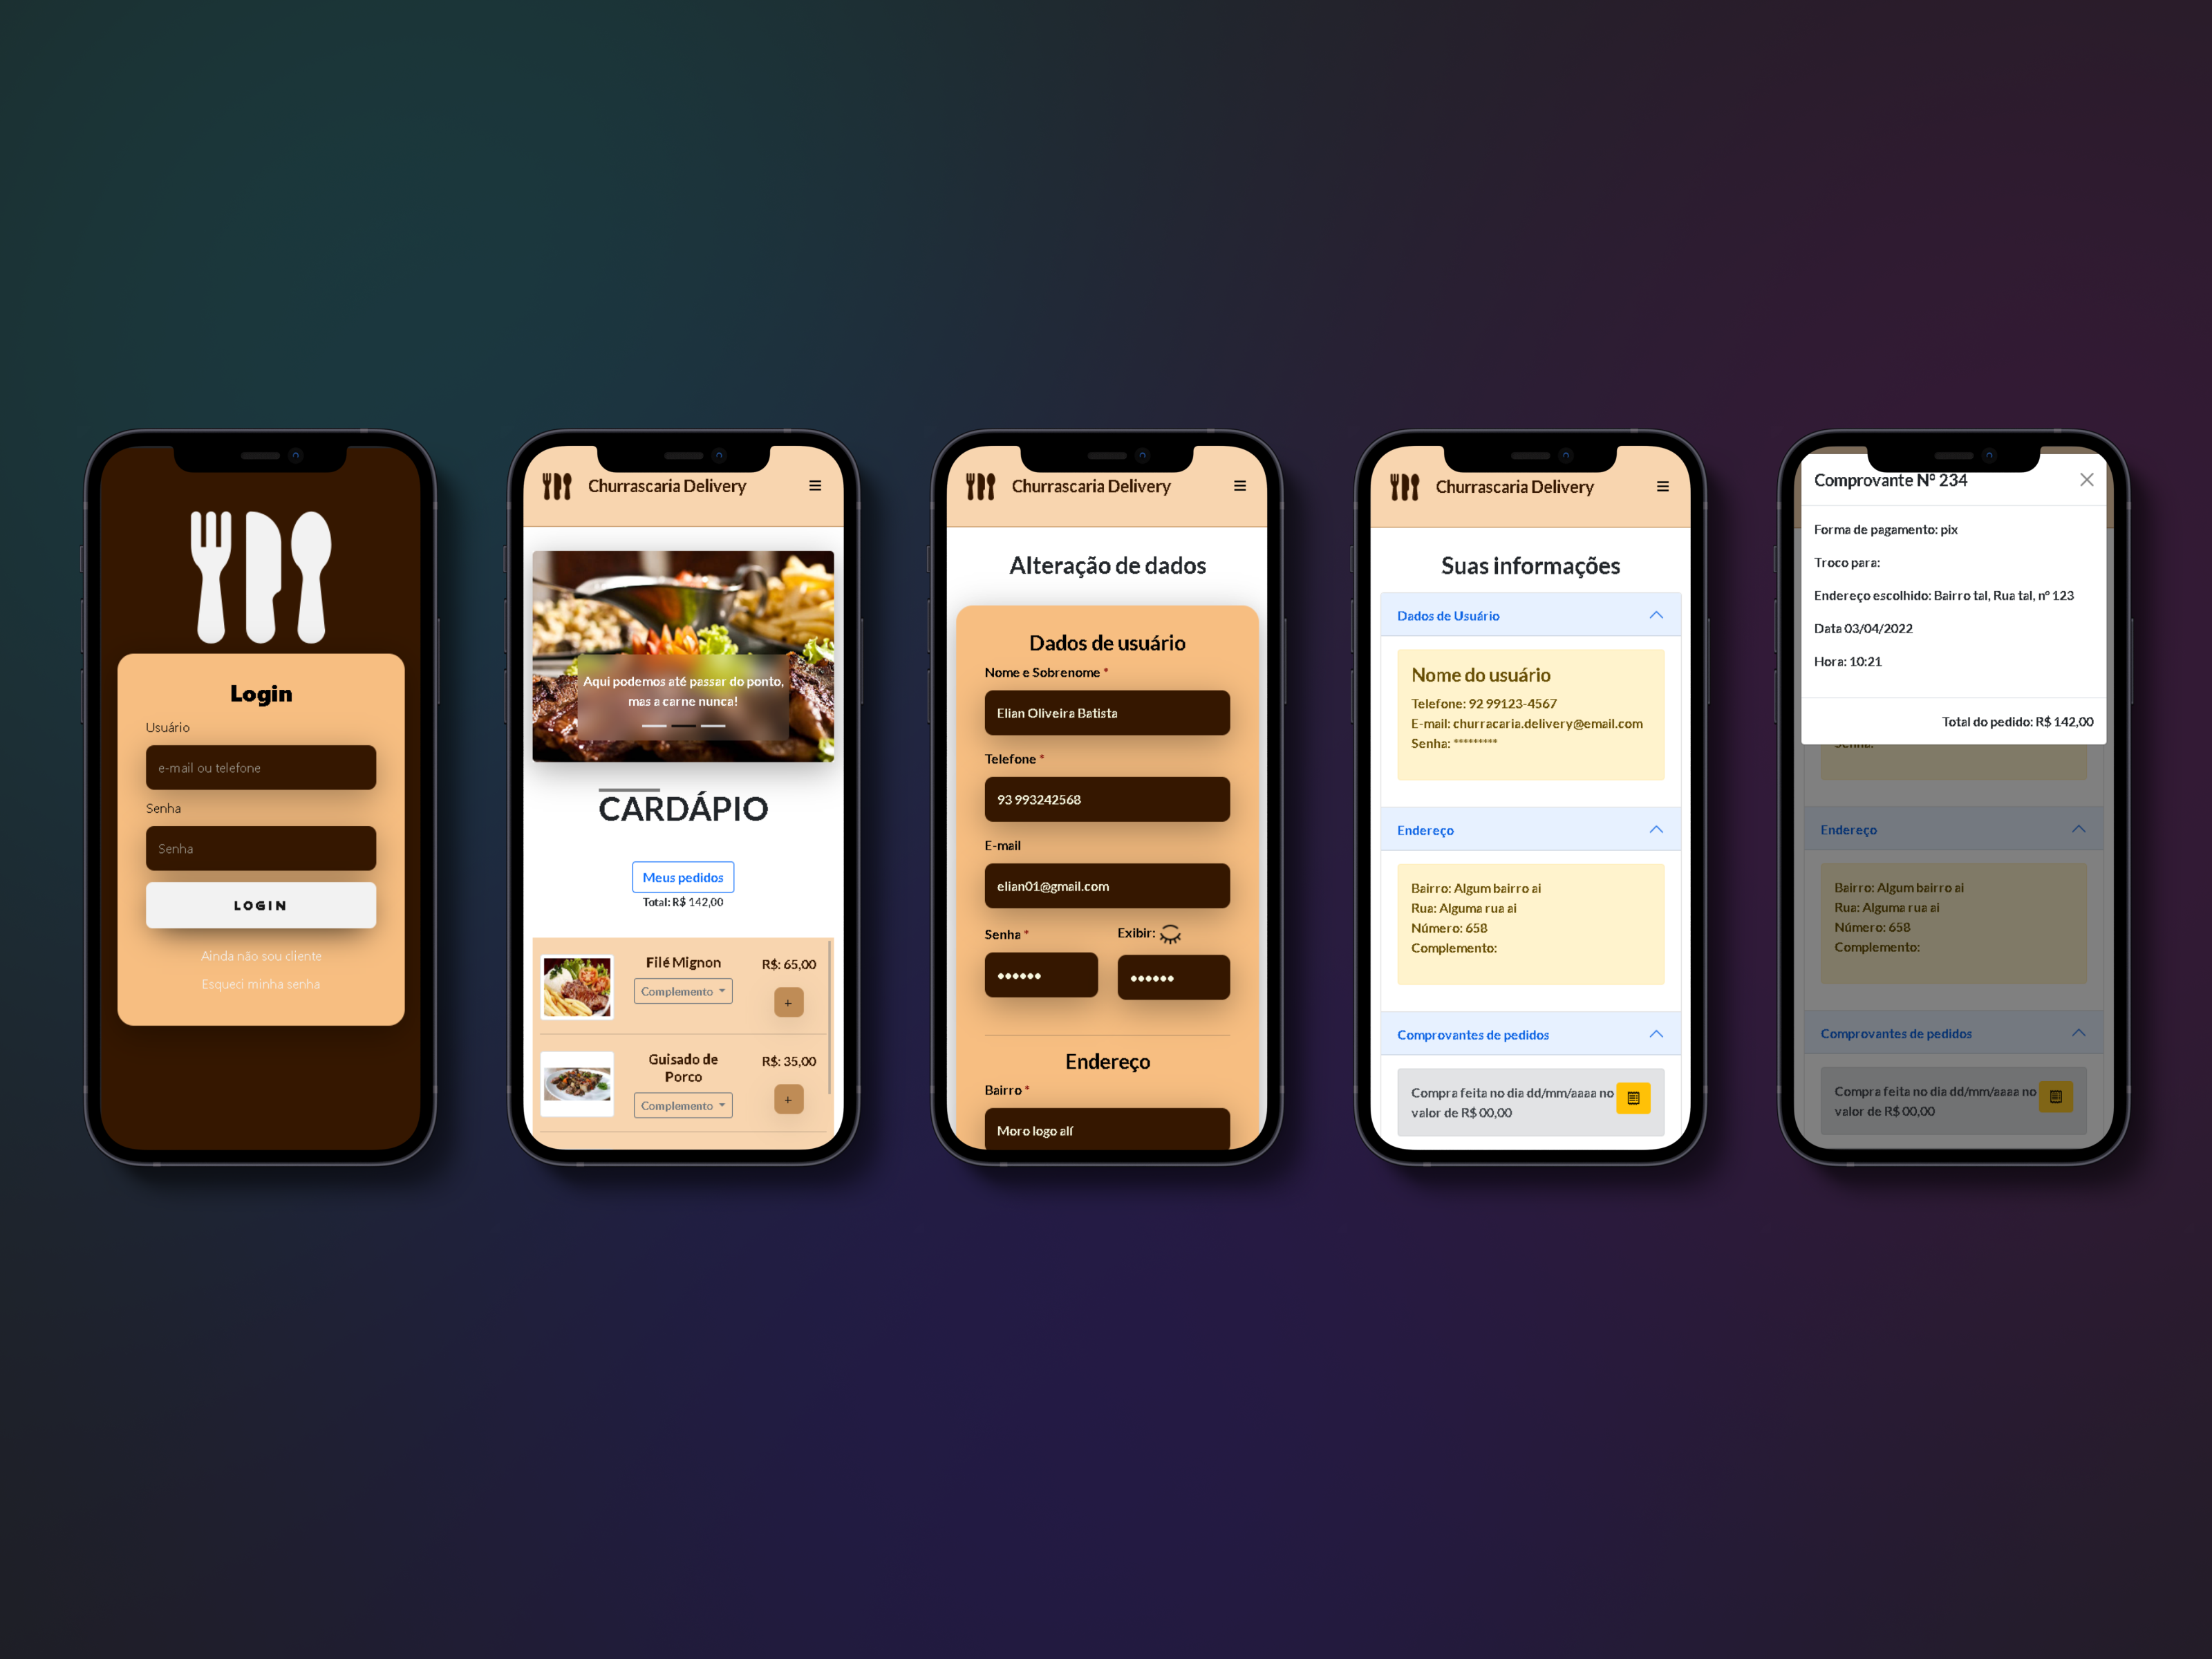 Login
Usuário
e-mail ou telefone
Senha
Senha
LOGIN
Ainda não sou cliente
Esqueci minha senha
Churrascaria Delivery
Aqui podemos até passar do ponto,
mas a carne nunca!
CARDÁPIO
Meus pedidos
Total: R$ 142,00
Filé Mignon
R$: 65,00
Complemento
+
Guisado de
Porco
R$: 35,00
Complemento
+
Churrascaria Delivery
Alteração de dados
Dados de usuário
Nome e Sobrenome *
Elian Oliveira Batista
Telefone *
93 993242568
E-mail
elian01@gmail.com
Senha *
Exibir:
••••••
••••••
Endereço
Bairro *
Moro logo alí
Churrascaria Delivery
Suas informações
Dados de Usuário
Nome do usuário
Telefone: 92 99123-4567
E-mail: churracaria.delivery@email.com
Senha: *********
Endereço
Bairro: Algum bairro ai
Rua: Alguma rua ai
Número: 658
Complemento:
Comprovantes de pedidos
Compra feita no dia dd/mm/aaaa no
valor de R$ 00,00
Comprovante Nº 234
Forma de pagamento: pix
Troco para:
Endereço escolhido: Bairro tal, Rua tal, nº 123
Data 03/04/2022
Hora: 10:21
Total do pedido: R$ 142,00
Senha:
Endereço
Bairro: Algum bairro ai
Rua: Alguma rua ai
Número: 658
Complemento:
Comprovantes de pedidos
Compra feita no dia dd/mm/aaaa no
valor de R$ 00,00